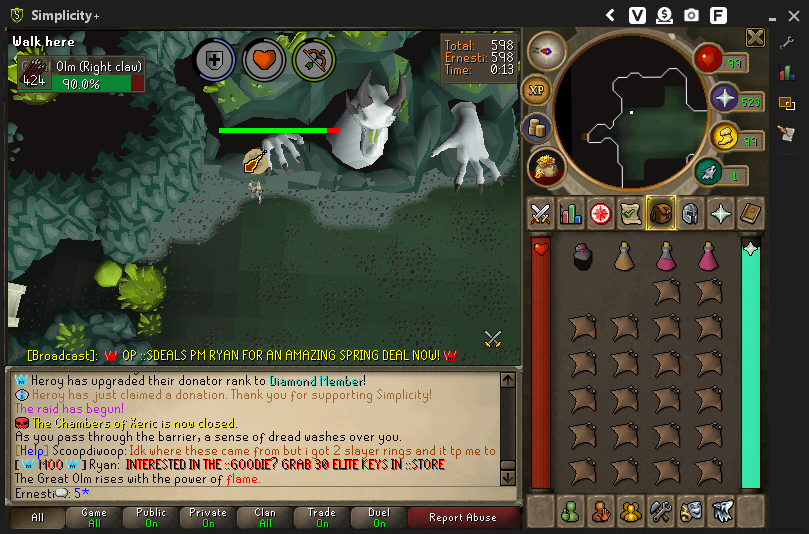 Simplicity+
V
F
Walk here
Olm (Right claw)
424
90.0%
Total: 598
Ernesti: 598
Time: 0:13
XP
99
523
99
1
[Broadcast]: OP ::SDEALS PM RYAN FOR AN AMAZING SPRING DEAL NOW!
Heroy has upgraded their donator rank to Diamond Member!
Heroy has just claimed a donation. Thank you for supporting Simplicity!
The raid has begun!
The Chambers of Xeric is now closed.
As you pass through the barrier, a sense of dread washes over you.
[Help] Scoopdiwoop: Idk where these came from but i got 2 slayer rings and it tp me to
[ MOO ] Ryan: INTERESTED IN THE ::GOODIE? GRAB 30 ELITE KEYS IN ::STORE
The Great Olm rises with the power of flame.
Ernesti: 5*
All
Game All
Public On
Private On
Clan All
Trade On
Duel On
Report Abuse